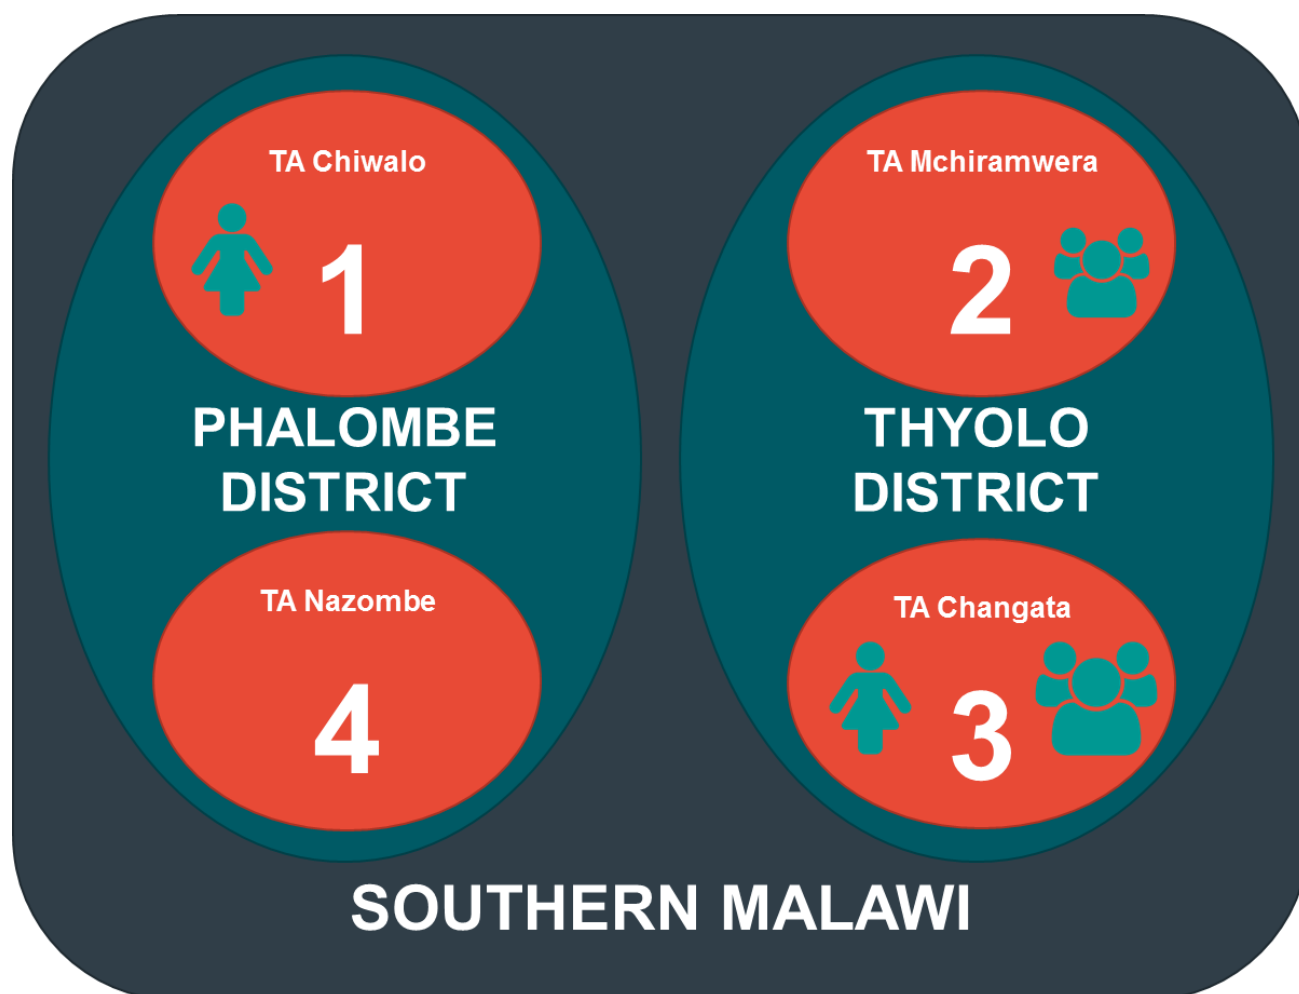 TA Chiwalo
1
PHALOMBE
DISTRICT
TA Nazombe
4
TA Mchiramwera
2
THYOLO
DISTRICT
TA Changata
3
SOUTHERN MALAWI